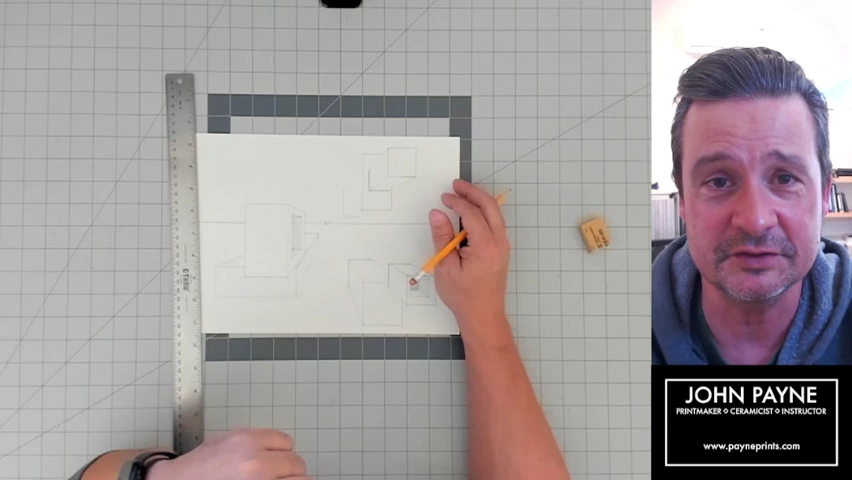 JOHN PAYNE
PRINTMAKER ◇ CERAMICIST ◇ INSTRUCTOR
www.payneprints.com